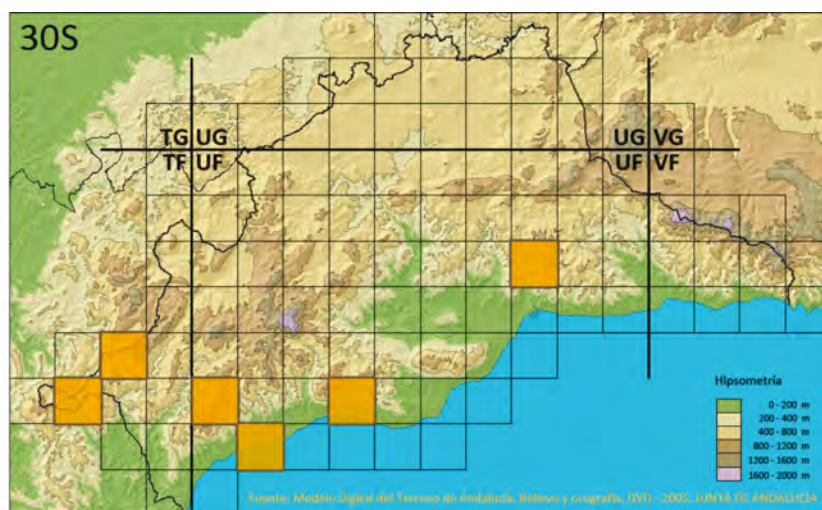 30S
TG UG UG VG
TF UF UF VF
Hipsometría
0 - 200 m
200 - 400 m
400 - 800 m
800 - 1200 m
1200 - 1600 m
1600 - 2000 m
Fuente: Modelo Digital del Terreno de Andalucía. Relieve y orografía. DVD - 2005. JUNTA DE ANDALUCÍA